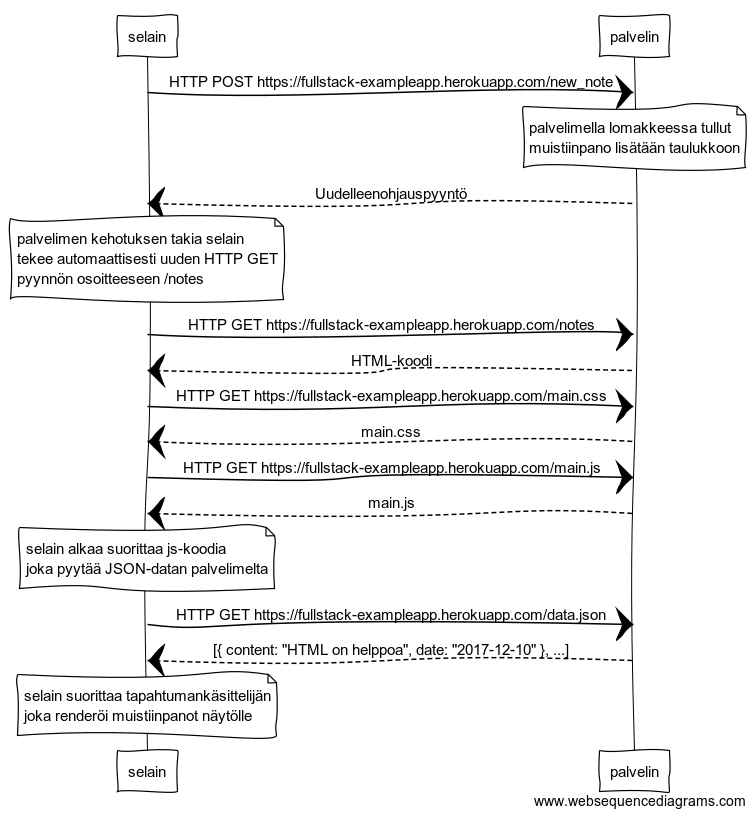 selain
palvelin
HTTP POST https://fullstack-exampleapp.herokuapp.com/new_note
palvelimella lomakkeessa tullut
muistiinpano lisätään taulukkoon
Uudelleenohjauspyyntö
palvelimen kehotuksen takia selain
tekee automaattisesti uuden HTTP GET
pyynnön osoitteeseen /notes
HTTP GET https://fullstack-exampleapp.herokuapp.com/notes
HTML-koodi
HTTP GET https://fullstack-exampleapp.herokuapp.com/main.css
main.css
HTTP GET https://fullstack-exampleapp.herokuapp.com/main.js
main.js
selain alkaa suorittaa js-koodia
joka pyytää JSON-datan palvelimelta
HTTP GET https://fullstack-exampleapp.herokuapp.com/data.json
[{ content: "HTML on helppoa", date: "2017-12-10" }, ...]
selain suorittaa tapahtumankäsittelijän
joka renderöi muistiinpanot näytölle
selain
palvelin
www.websequencediagrams.com